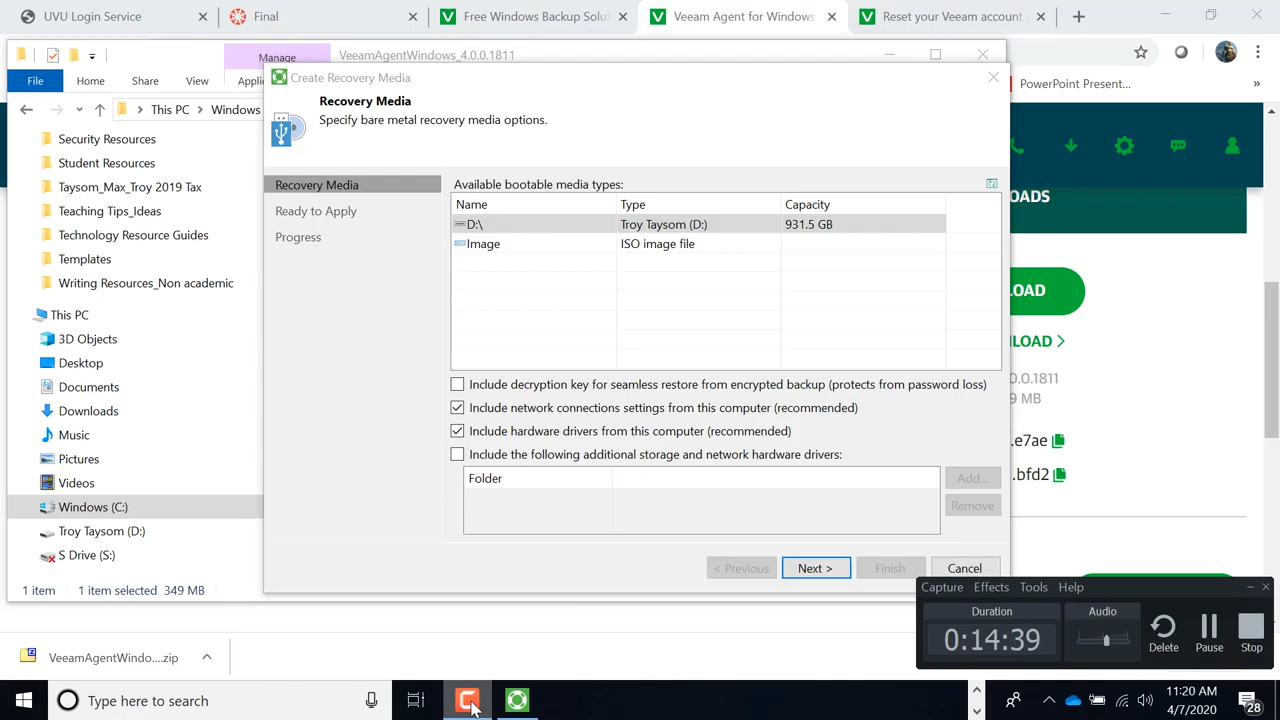 UVU Login Service
Final
Free Windows Backup Solu
Veeam Agent for Windows
Reset your Veeam account
Manage
VeeamAgentWindows_4.0.0.1811
File
Home
Share
View
Appli
PowerPoint Present...
»
This PC
Windows
Security Resources
Student Resources
Taysom_Max_Troy 2019 Tax
Teaching Tips_Ideas
Technology Resource Guides
Templates
Writing Resources_Non academic
This PC
3D Objects
Desktop
Documents
Downloads
Music
Pictures
Videos
Windows (C:)
Troy Taysom (D:)
S Drive (S:)
1 item
1 item selected 349 MB
Create Recovery Media
Recovery Media
Specify bare metal recovery media options.
Recovery Media
Ready to Apply
Progress
Available bootable media types:
Name Type Capacity
D:\ Troy Taysom (D:) 931.5 GB
Image ISO image file
Include decryption key for seamless restore from encrypted backup (protects from password loss)
Include network connections settings from this computer (recommended)
Include hardware drivers from this computer (recommended)
Include the following additional storage and network hardware drivers:
Folder
Add...
Remove
< Previous
Next >
Finish
Cancel
OADS
OAD
LOAD
.0.1811
9 MB
.e7ae
.bfd2
Capture Effects Tools Help
Duration
0:14:39
Audio
Delete
Pause
Stop
VeeamAgentWindo....zip
Type here to search
11:20 AM
4/7/2020
28